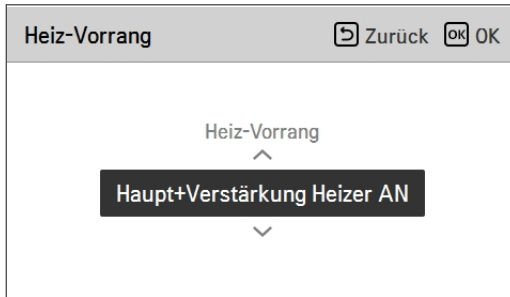 Heiz-Vorrang Zurück OK OK
Heiz-Vorrang
Haupt+Verstärkung Heizer AN